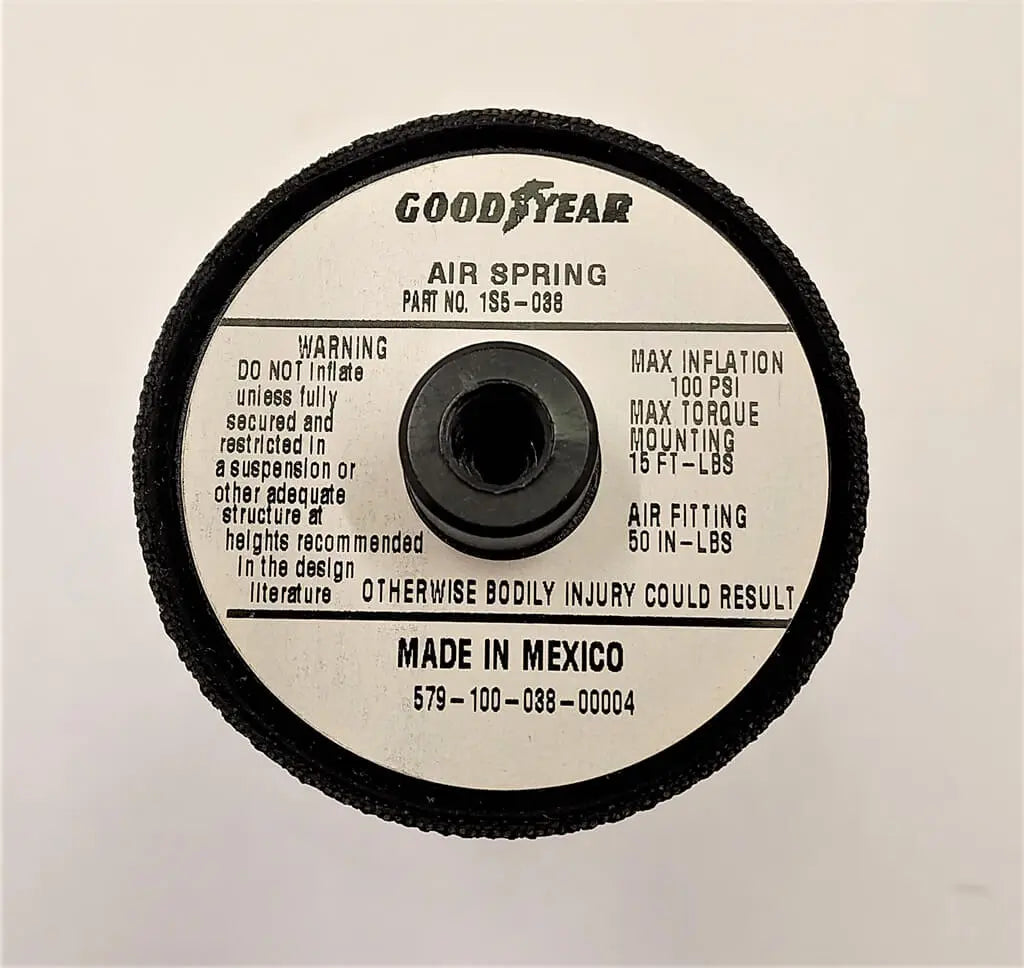 GOODYEAR
AIR SPRING
PART NO. 1S5-038
WARNING
DO NOT Inflate
unless fully
secured and
restricted in
a suspension or
other adequate
structure at
heights recommended
in the design
literature
OTHERWISE BODILY INJURY COULD RESULT
MAX INFLATION
100 PSI
MAX TORQUE
MOUNTING
15 FT-LBS
AIR FITTING
50 IN-LBS
MADE IN MEXICO
579-100-038-00004